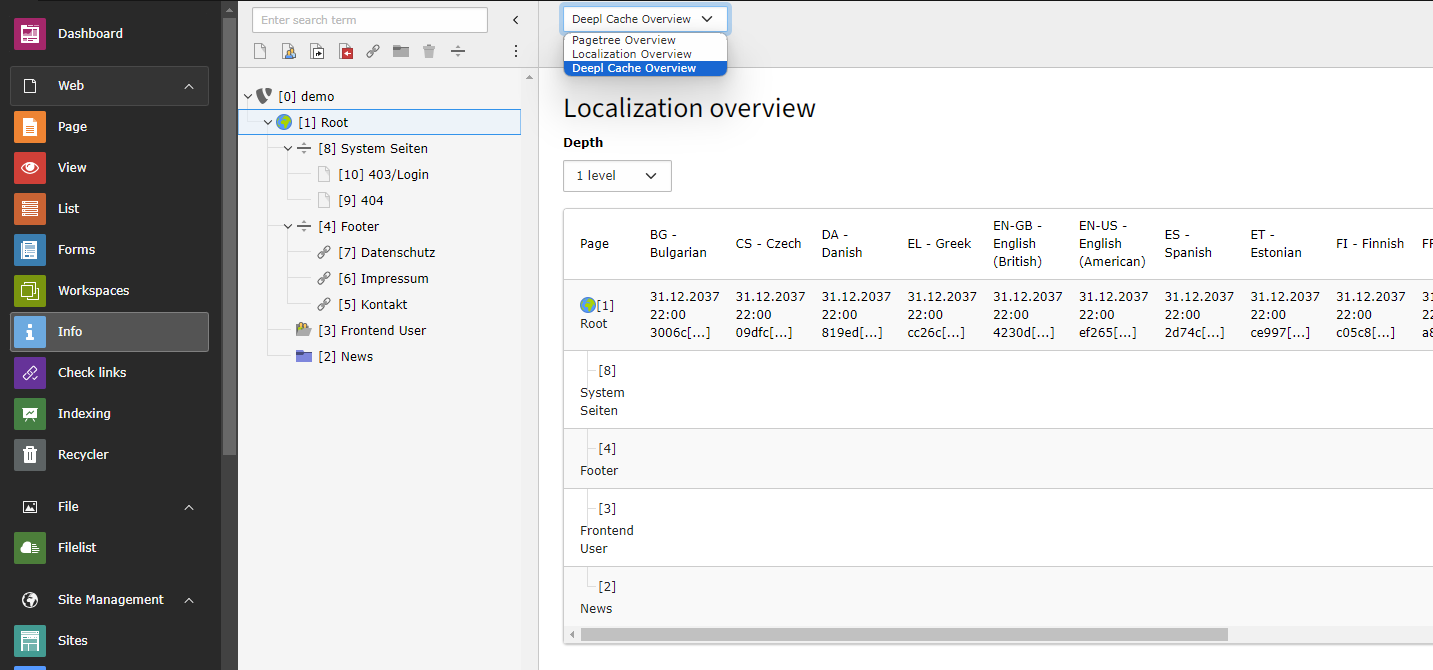 Dashboard
Web
Page
View
List
Forms
Workspaces
Info
Check links
Indexing
Recycler
File
Filelist
Site Management
Sites
Enter search term
[0] demo
[1] Root
[8] System Seiten
[10] 403/Login
[9] 404
[4] Footer
[7] Datenschutz
[6] Impressum
[5] Kontakt
[3] Frontend User
[2] News
Deepl Cache Overview
Pagetree Overview
Localization Overview
Deepl Cache Overview
Localization overview
Depth
1 level
Page
BG -
Bulgarian
CS - Czech
DA -
Danish
EL - Greek
EN-GB -
English
(British)
EN-US -
English
(American)
ES -
Spanish
ET -
Estonian
FI - Finnish
[1]
Root
31.12.2037
22:00
3006c[...]
31.12.2037
22:00
09dfc[...]
31.12.2037
22:00
819ed[...]
31.12.2037
22:00
cc26c[...]
31.12.2037
22:00
4230d[...]
31.12.2037
22:00
ef265[...]
31.12.2037
22:00
2d74c[...]
31.12.2037
22:00
ce997[...]
31.12.2037
22:00
c05c8[...]
[8]
System
Seiten
[4]
Footer
[3]
Frontend
User
[2]
News